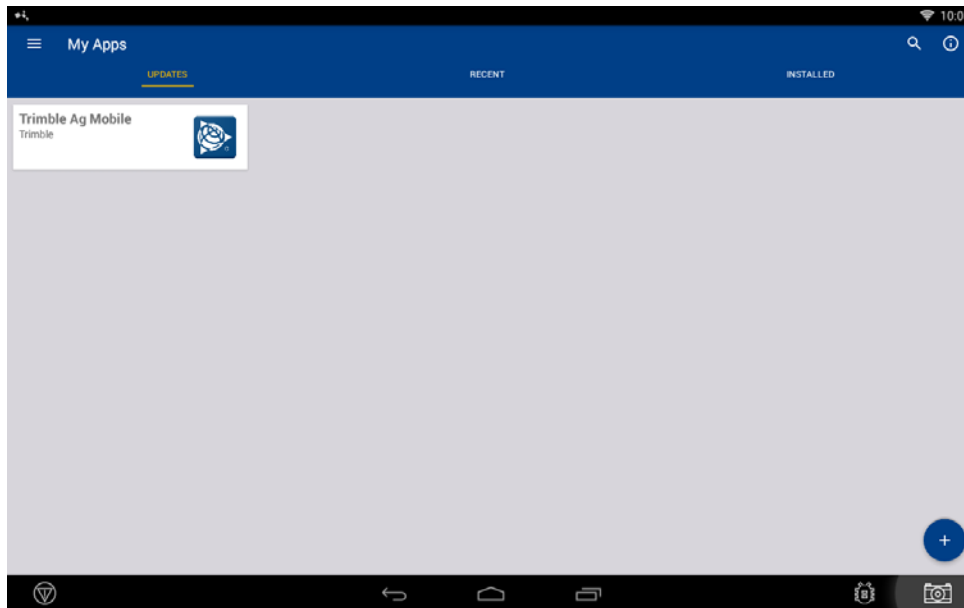 10:0
My Apps
UPDATES
RECENT
INSTALLED
Trimble Ag Mobile
Trimble